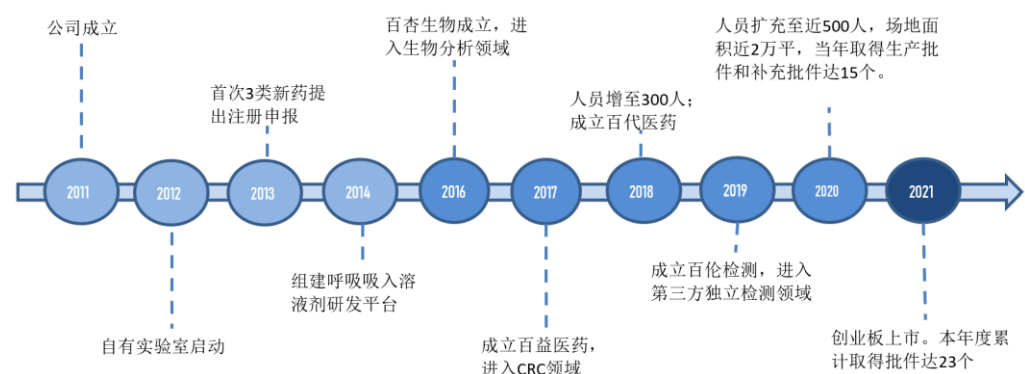 公司成立
百杏生物成立，进
入生物分析领域
人员扩充至近500人，场地面
积近2万平，当年取得生产批
件和补充批件达15个。
首次3类新药提
出注册申报
人员增至300人；
成立百代医药
2011
2012
2013
2014
2016
2017
2018
2019
2020
2021
组建呼吸吸入溶
液剂研发平台
成立百伦检测，进入
第三方独立检测领域
自有实验室启动
成立百益医药，
进入CRC领域
创业板上市。本年度累
计取得批件达23个